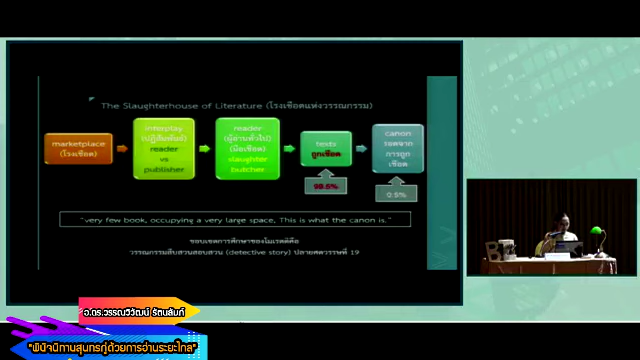 The Slaughterhouse of Literature (โรงเชือดแห่งวรรณกรรม)
marketplace
(โรงเชือด)
interplay
(ปฏิสัมพันธ์)
reader
vs
publisher
reader
(ผู้อ่านทั่วไป)
(มือเชือด)
slaughter
butcher
texts
ถูกเชือด
99.5%
canon
รอดจาก
การถูก
เชือด
0.5%
"very few book, occupying a very large space, This is what the canon is."
ขอบเขตการศึกษาของโมเรตติคือ
วรรณกรรมสืบสวนสอบสวน (detective story) ปลายศตวรรษที่ 19
อ.ดร.วรรณวิวัฒน์ รัตนลัมภ์
"พินิจนิทานสุนทรภู่ด้วยการอ่านระยะไกล"